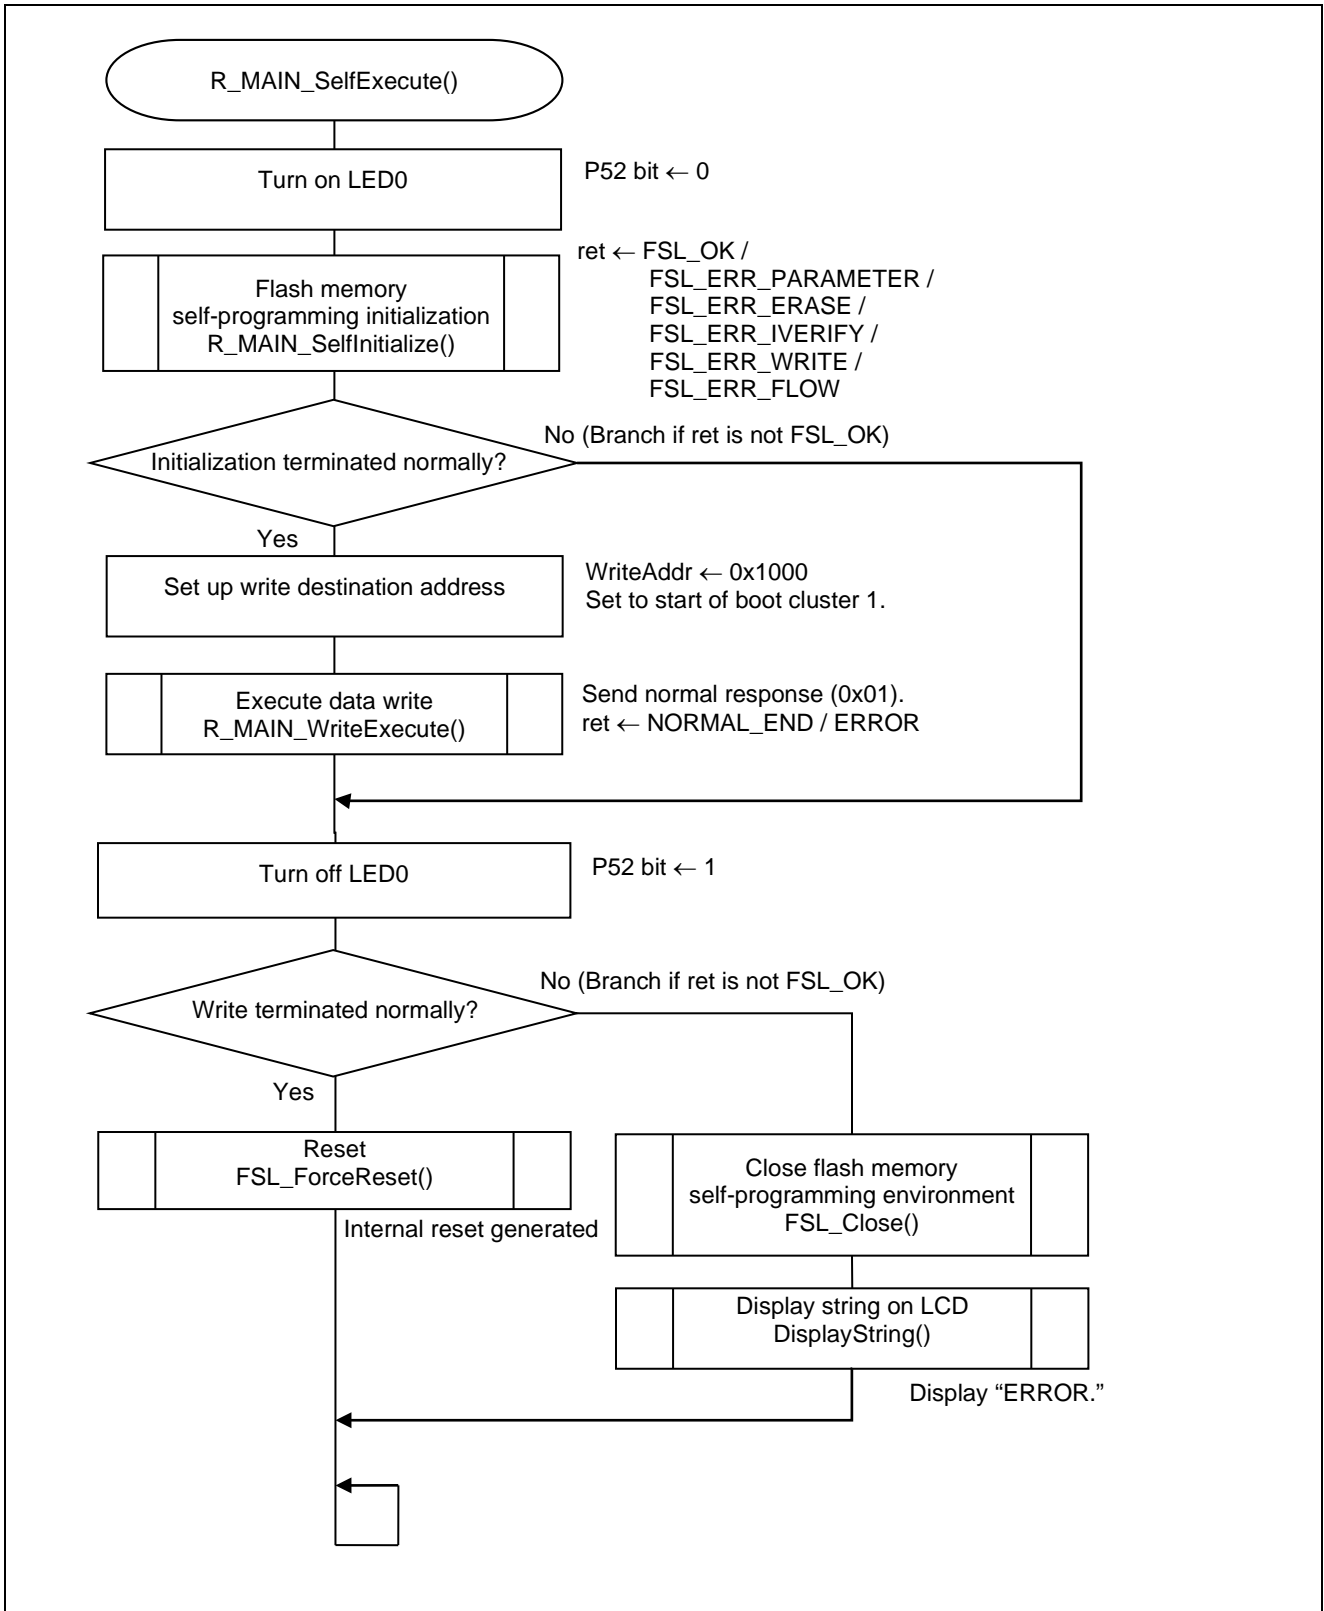 R_MAIN_SelfExecute()
Turn on LED0
P52 bit ← 0
Flash memory
self-programming initialization
R_MAIN_SelfInitialize()
ret ← FSL_OK /
FSL_ERR_PARAMETER /
FSL_ERR_ERASE /
FSL_ERR_IVERIFY /
FSL_ERR_WRITE /
FSL_ERR_FLOW
No (Branch if ret is not FSL_OK)
Initialization terminated normally?
Yes
Set up write destination address
WriteAddr ← 0x1000
Set to start of boot cluster 1.
Execute data write
R_MAIN_WriteExecute()
Send normal response (0x01).
ret ← NORMAL_END / ERROR
Turn off LED0
P52 bit ← 1
No (Branch if ret is not FSL_OK)
Write terminated normally?
Yes
Reset
FSL_ForceReset()
Internal reset generated
Close flash memory
self-programming environment
FSL_Close()
Display string on LCD
DisplayString()
Display “ERROR.”